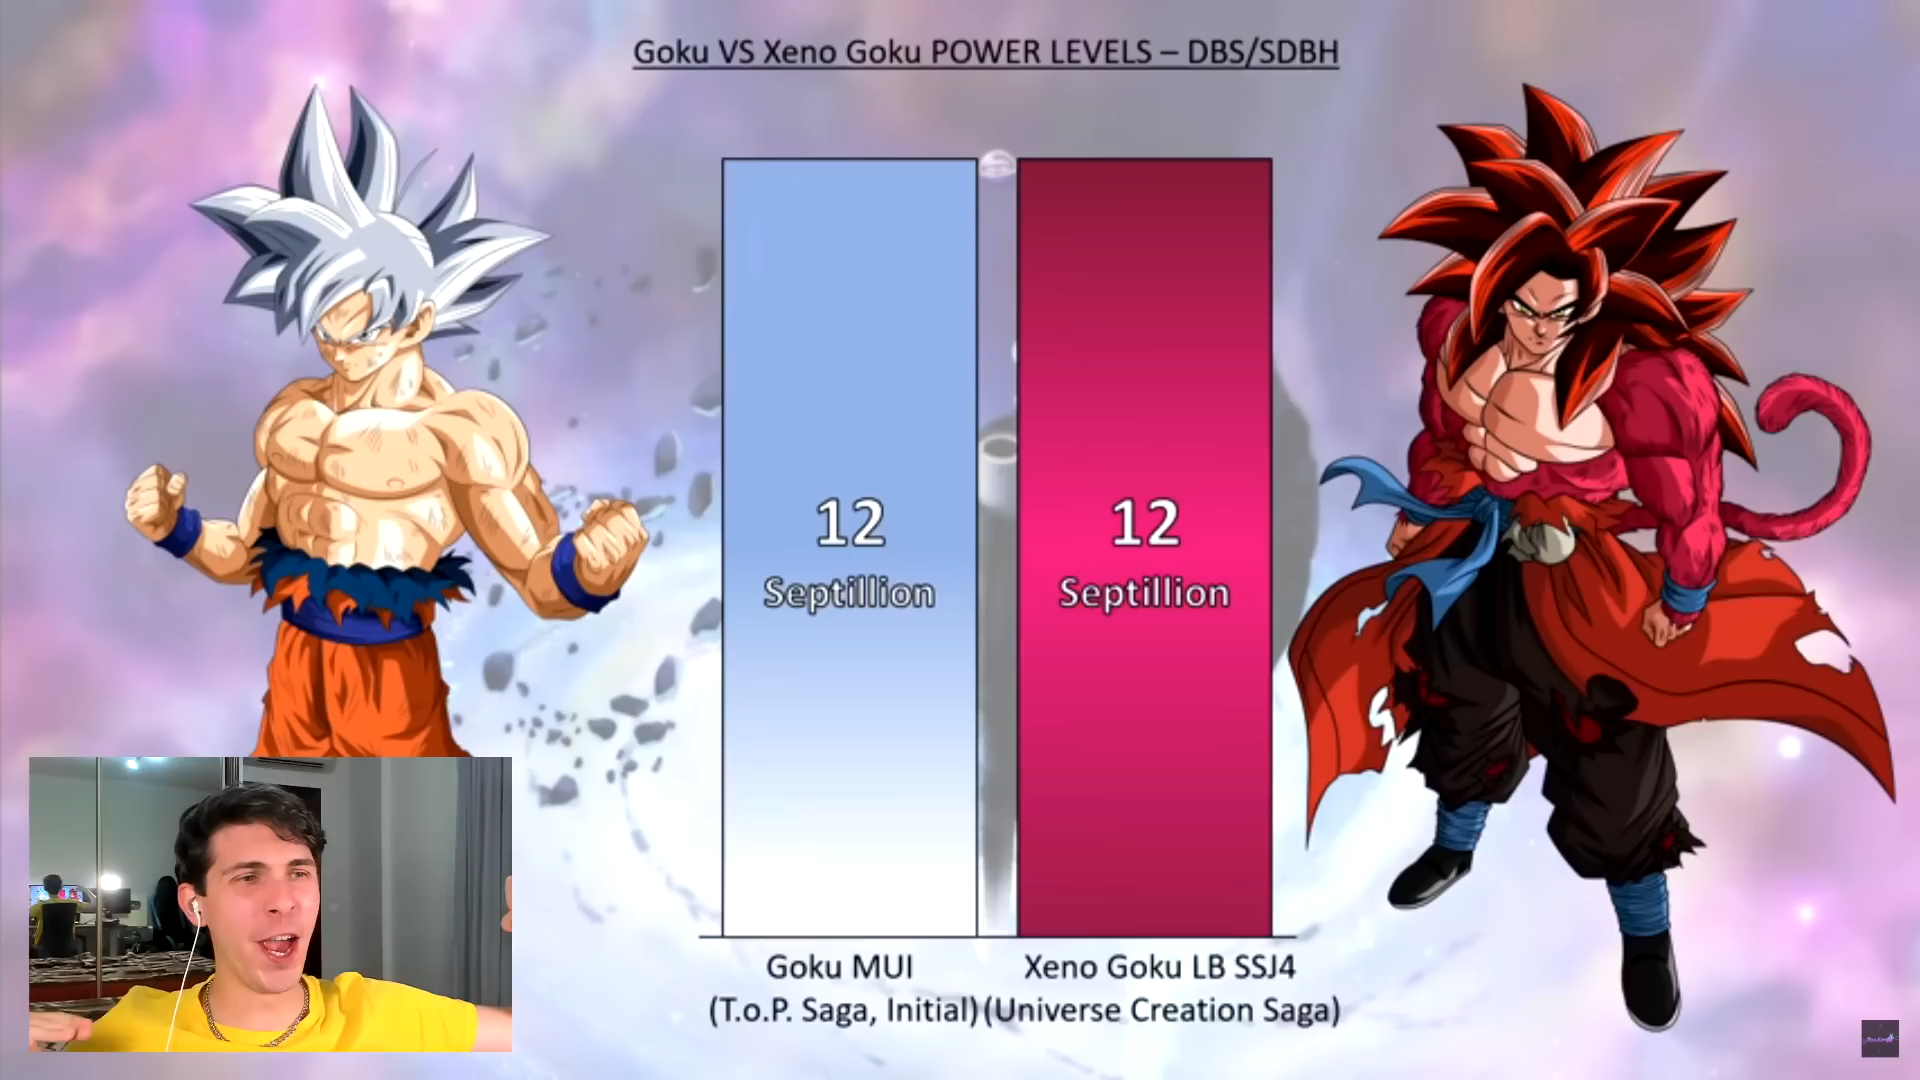 Goku VS Xeno Goku POWER LEVELS – DBS/SDBH
12
Septillion
12
Septillion
Goku MUI
(T.o.P. Saga, Initial)
Xeno Goku LB SSJ4
(Universe Creation Saga)